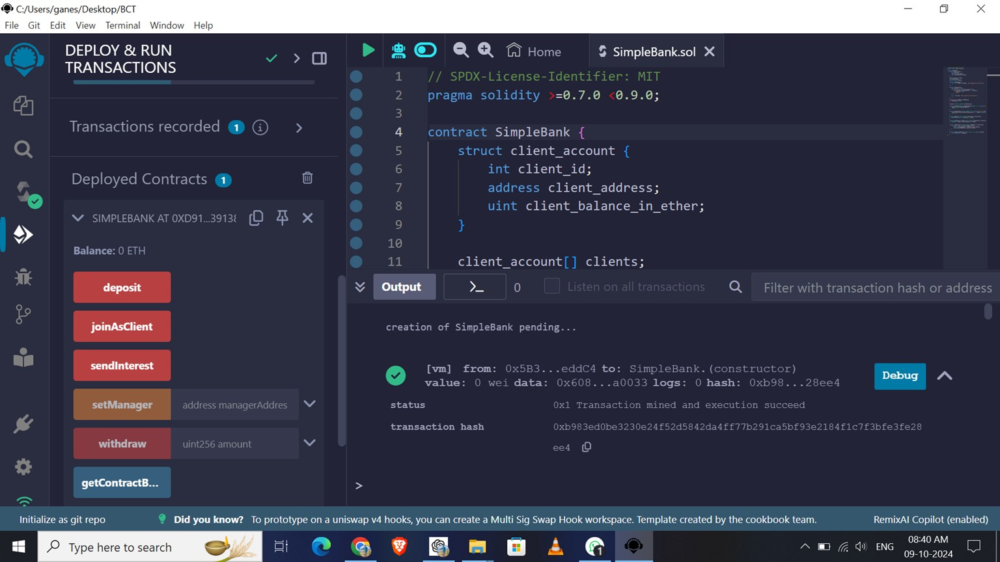 C:/Users/ganes/Desktop/BCT
File Git Edit View Terminal Window Help
DEPLOY & RUN
TRANSACTIONS
Transactions recorded 1 i
Deployed Contracts 1
SIMPLEBANK AT 0XD91...3913
Balance: 0 ETH
deposit
joinAsClient
sendInterest
setManager address managerAddres
withdraw uint256 amount
getContractB...
Home
SimpleBank.sol
1 // SPDX-License-Identifier: MIT
2 pragma solidity >=0.7.0 <0.9.0;
3
4 contract SimpleBank {
5 struct client_account {
6 int client_id;
7 address client_address;
8 uint client_balance_in_ether;
9 }
10
11 client_account[] clients;
Output >_ 0 Listen on all transactions Filter with transaction hash or address
creation of SimpleBank pending...
[vm] from: 0x5B3...eddC4 to: SimpleBank.(constructor)
value: 0 wei data: 0x608...a0033 logs: 0 hash: 0xb98...28ee4
Debug
status 0x1 Transaction mined and execution succeed
transaction hash 0xb983ed0be3230e24f52d5842da4ff77b291ca5bf93e2184f1c7f3bfe3fe28
ee4
>
Initialize as git repo Did you know? To prototype on a uniswap v4 hooks, you can create a Multi Sig Swap Hook workspace. Template created by the cookbook team. RemixAI Copilot (enabled)
Type here to search
1
ENG
08:40 AM
09-10-2024